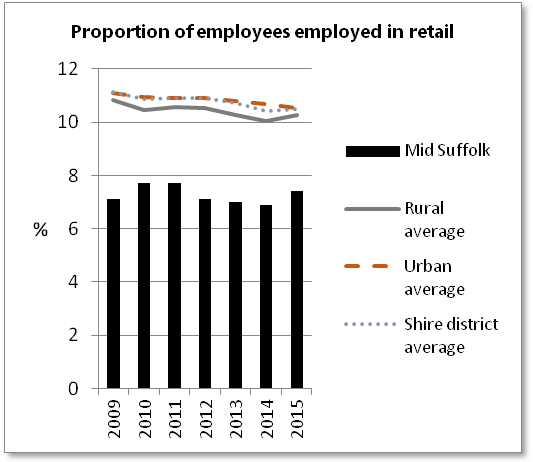 Proportion of employees employed in retail
12
10
8
6
4
2
0
%
2009
2010
2011
2012
2013
2014
2015
Mid Suffolk
Rural
average
Urban
average
Shire district
average